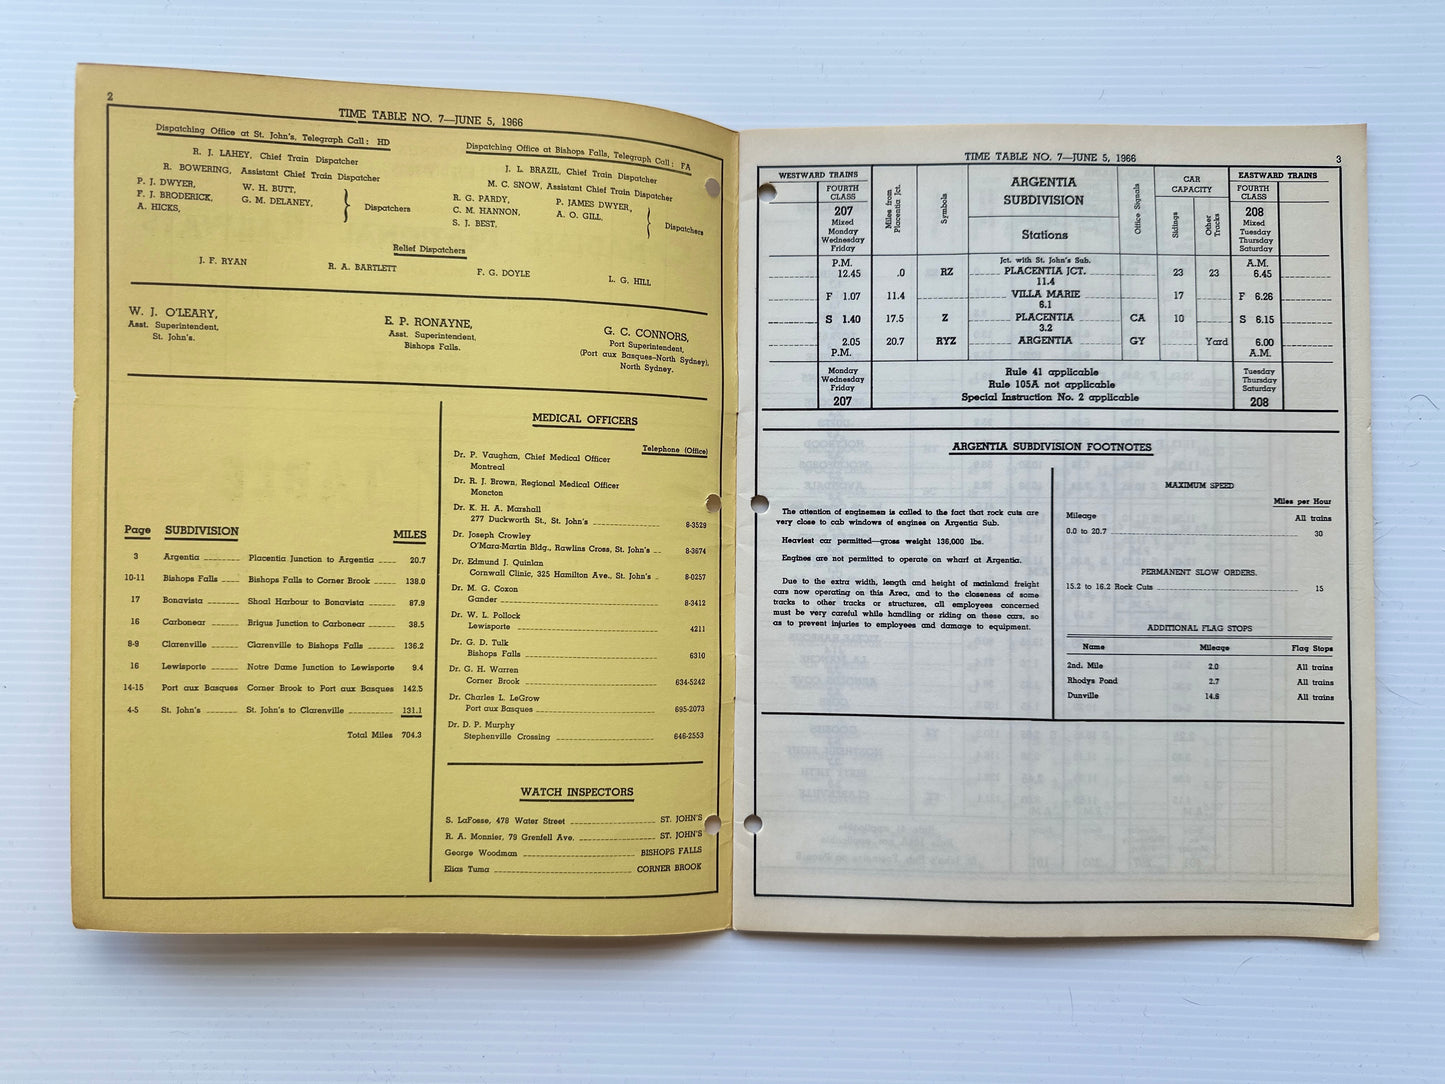 2
TIME TABLE NO. 7—JUNE 5, 1966
Dispatching Office at St. John's, Telegraph Call: HD
R. J. LAHEY, Chief Train Dispatcher
R. BOWERING, Assistant Chief Train Dispatcher
P. J. DWYER, W. H. BUTT,
F. J. BRODERICK, G. M. DELANEY,
A. HICKS,
Dispatchers
Dispatching Office at Bishops Falls, Telegraph Call: FA
J. L. BRAZIL, Chief Train Dispatcher
M. C. SNOW, Assistant Chief Train Dispatcher
R. G. PARDY, P. JAMES DWYER,
C. M. HANNON, A. O. GILL,
S. J. BEST,
Dispatchers
Relief Dispatchers
J. F. RYAN R. A. BARTLETT F. G. DOYLE L. G. HILL
W. J. O'LEARY,
Asst. Superintendent,
St. John's.
E. P. RONAYNE,
Asst. Superintendent,
Bishops Falls.
G. C. CONNORS,
Port Superintendent,
(Port aux Basques—North Sydney),
North Sydney.
Page SUBDIVISION MILES
3 Argentia Placentia Junction to Argentia 20.7
10-11 Bishops Falls Bishops Falls to Corner Brook 138.0
17 Bonavista Shoal Harbour to Bonavista 87.9
16 Carbonear Brigus Junction to Carbonear 38.5
8-9 Clarenville Clarenville to Bishops Falls 136.2
16 Lewisporte Notre Dame Junction to Lewisporte 9.4
14-15 Port aux Basques Corner Brook to Port aux Basques 142.5
4-5 St. John's St. John's to Clarenville 131.1
Total Miles 704.3
MEDICAL OFFICERS
Telephone (Office)
Dr. P. Vaughan, Chief Medical Officer
Montreal
Dr. R. J. Brown, Regional Medical Officer
Moncton
Dr. K. H. A. Marshall
277 Duckworth St., St. John's 8-3529
Dr. Joseph Crowley
O'Mara-Martin Bldg., Rawlins Cross, St. John's 8-3674
Dr. Edmund J. Quinlan
Cornwall Clinic, 325 Hamilton Ave., St. John's 8-0257
Dr. M. G. Coxon
Gander 8-3412
Dr. W. L. Pollock
Lewisporte 4211
Dr. G. D. Tulk
Bishops Falls 6310
Dr. G. H. Warren
Corner Brook 634-5242
Dr. Charles L. LeGrow
Port aux Basques 695-2073
Dr. D. P. Murphy
Stephenville Crossing 646-2553
WATCH INSPECTORS
S. LaFosse, 478 Water Street ST. JOHN'S
R. A. Monnier, 79 Grenfell Ave. ST. JOHN'S
George Woodman BISHOPS FALLS
Elias Tuma CORNER BROOK
TIME TABLE NO. 7—JUNE 5, 1966
3
WESTWARD TRAINS
FOURTH CLASS
207
Mixed
Monday
Wednesday
Friday
Miles from Placentia Jct.
Symbols
ARGENTIA
SUBDIVISION
Stations
Office Signals
CAR CAPACITY
Sidings
Other Tracks
EASTWARD TRAINS
FOURTH CLASS
208
Mixed
Tuesday
Thursday
Saturday
P.M. Jct. with St. John's Sub. A.M.
12.45 .0 RZ PLACENTIA JCT. 23 23 6.45
11.4
F 1.07 11.4 VILLA MARIE 17 F 6.26
6.1
S 1.40 17.5 Z PLACENTIA CA 10 S 6.15
3.2
2.05 20.7 RYZ ARGENTIA GY Yard 6.00
P.M. A.M.
Monday
Wednesday
Friday
207
Rule 41 applicable
Rule 105A not applicable
Special Instruction No. 2 applicable
Tuesday
Thursday
Saturday
208
ARGENTIA SUBDIVISION FOOTNOTES
The attention of enginemen is called to the fact that rock cuts are
very close to cab windows of engines on Argentia Sub.
Heaviest car permitted—gross weight 136,000 lbs.
Engines are not permitted to operate on wharf at Argentia.
Due to the extra width, length and height of mainland freight
cars now operating on this Area, and to the closeness of some
tracks to other tracks or structures, all employees concerned
must be very careful while handling or riding on these cars, so
as to prevent injuries to employees and damage to equipment.
MAXIMUM SPEED
Miles per Hour
Mileage All trains
0.0 to 20.7 30
PERMANENT SLOW ORDERS.
15.2 to 16.2 Rock Cuts 15
ADDITIONAL FLAG STOPS
Name Mileage Flag Stops
2nd. Mile 2.0 All trains
Rhodys Pond 2.7 All trains
Dunville 14.6 All trains